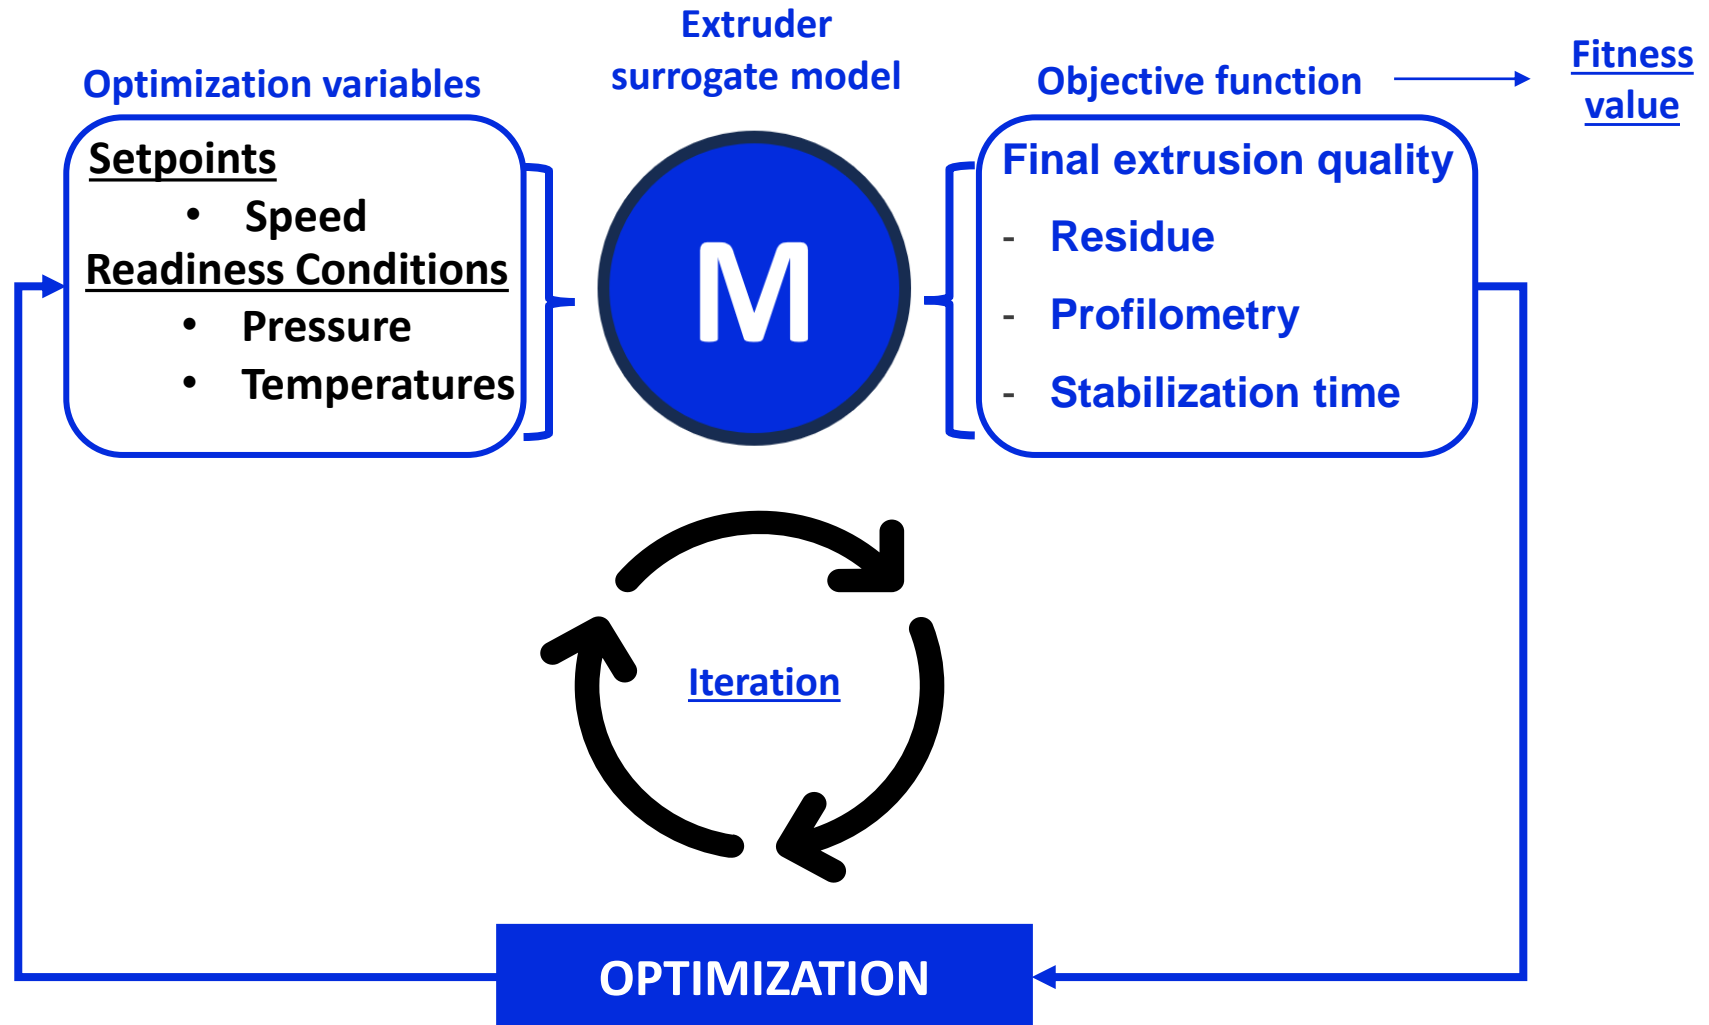 Extruder
surrogate model
Optimization variables
Objective function
Fitness
value
Setpoints
• Speed
Readiness Conditions
• Pressure
• Temperatures
M
Final extrusion quality
- Residue
- Profilometry
- Stabilization time
Iteration
OPTIMIZATION